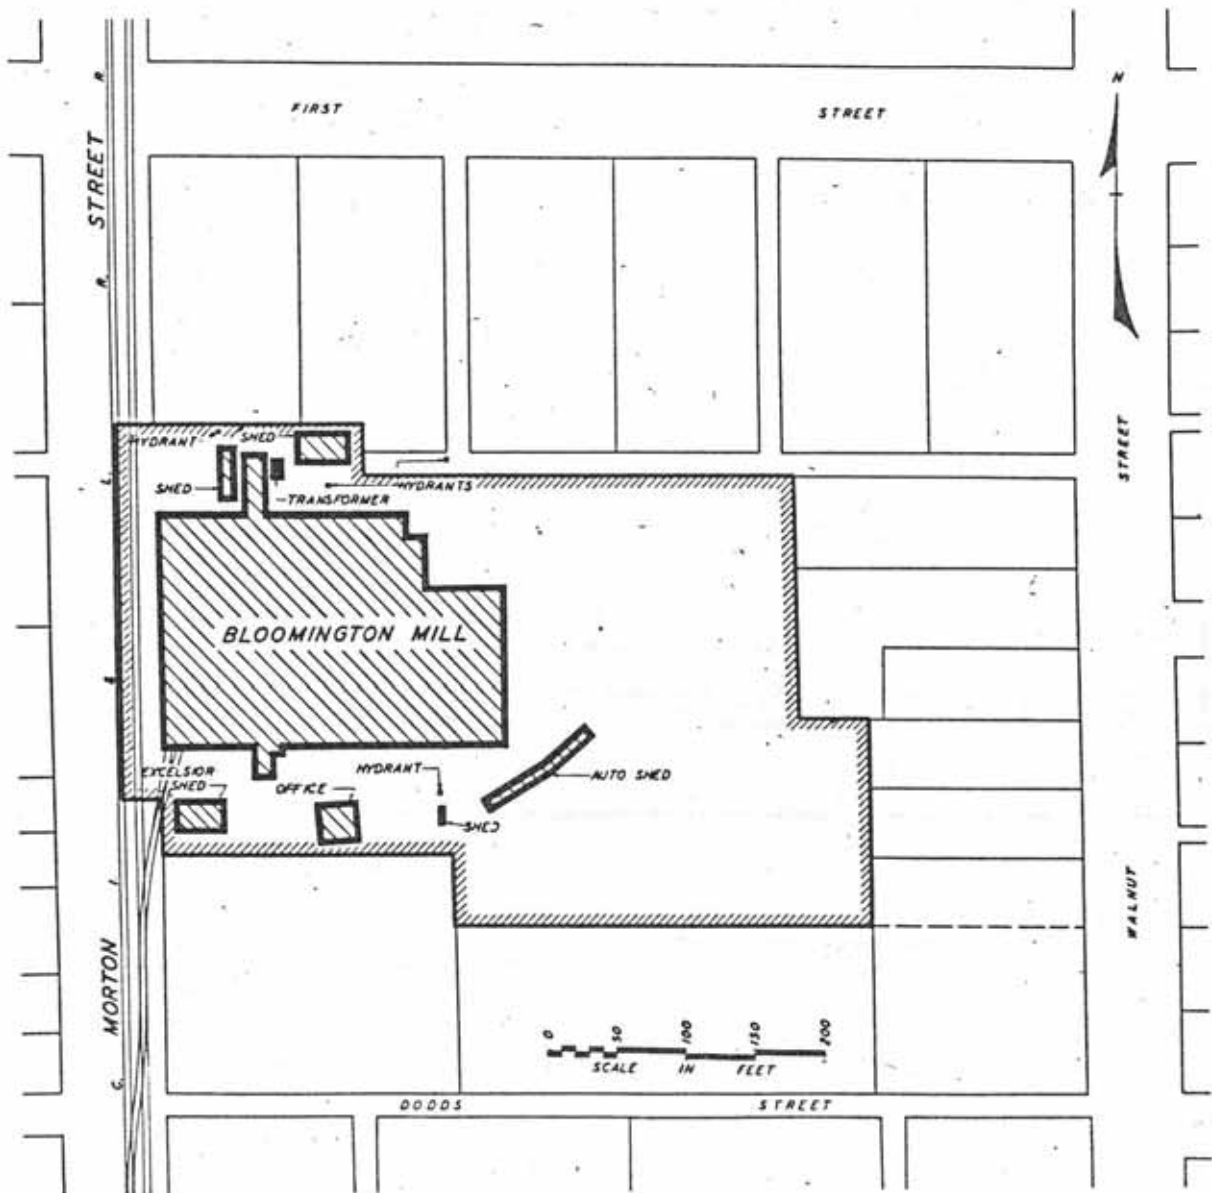 FIRST STREET
N
R.
STREET
R.
HYDRANT
SHED
SHED
TRANSFORMER
HYDRANTS
L.
STREET
BLOOMINGTON MILL
&
EXCELSIOR
SHED
OFFICE
HYDRANT
SHED
AUTO SHED
I.
MORTON
WALNUT
0 50 100 150 200
SCALE IN FEET
C.
DODDS STREET